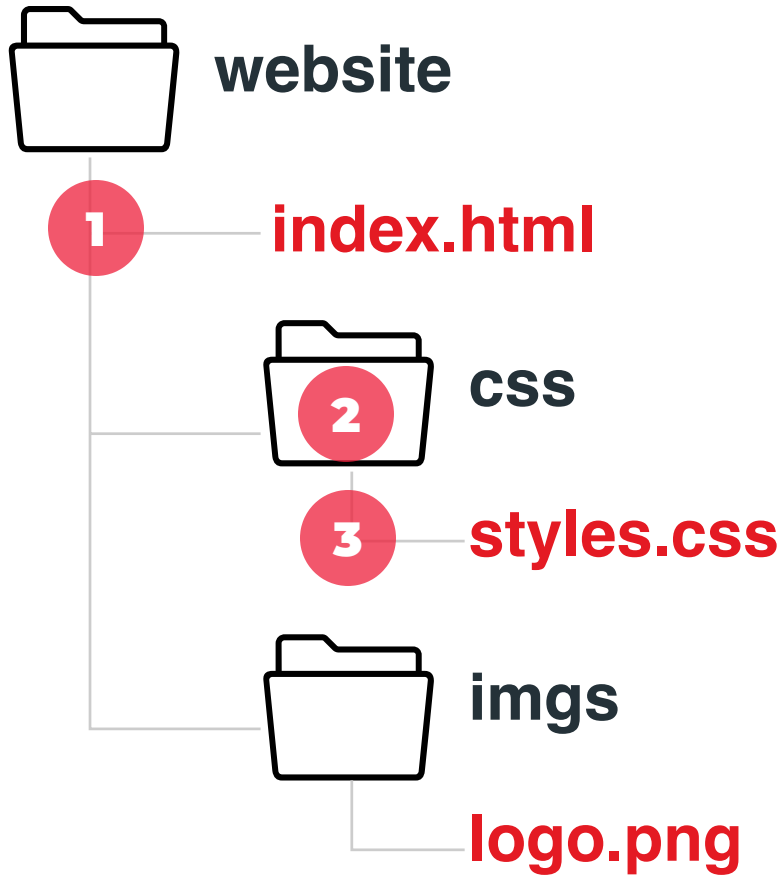 website
1
index.html
css
2
3
styles.css
imgs
logo.png